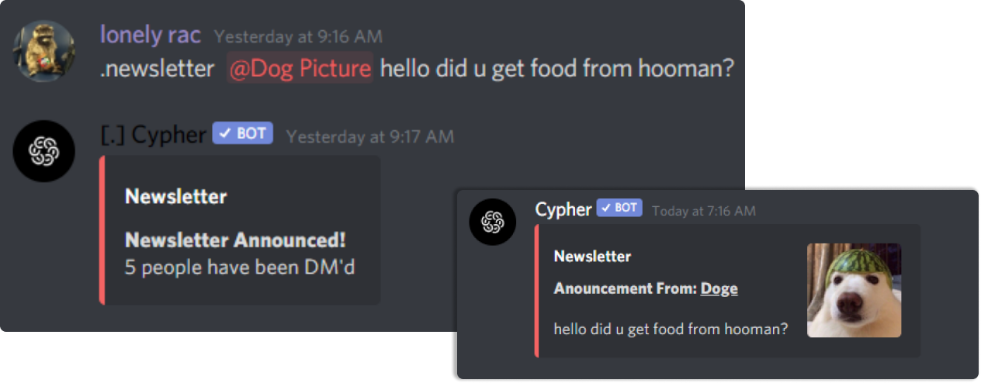 lonely rac Yesterday at 9:16 AM
.newsletter @Dog Picture hello did u get food from hooman?
[.] Cypher ✓ BOT Yesterday at 9:17 AM
Newsletter
Newsletter Announced!
5 people have been DM'd
Cypher ✓ BOT Today at 7:16 AM
Newsletter
Anouncement From: Doge
hello did u get food from hooman?